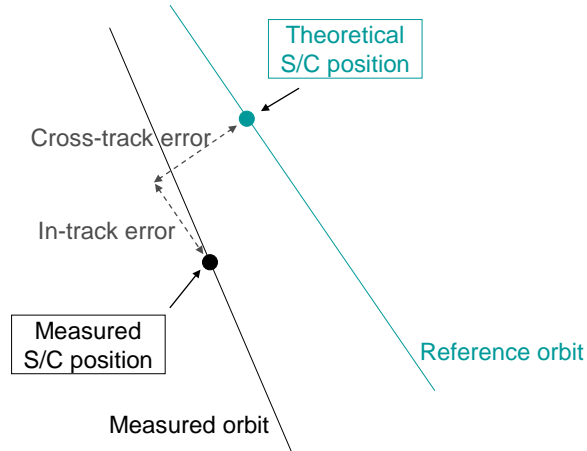 Theoretical
S/C position
Cross-track error
In-track error
Measured
S/C position
Reference orbit
Measured orbit